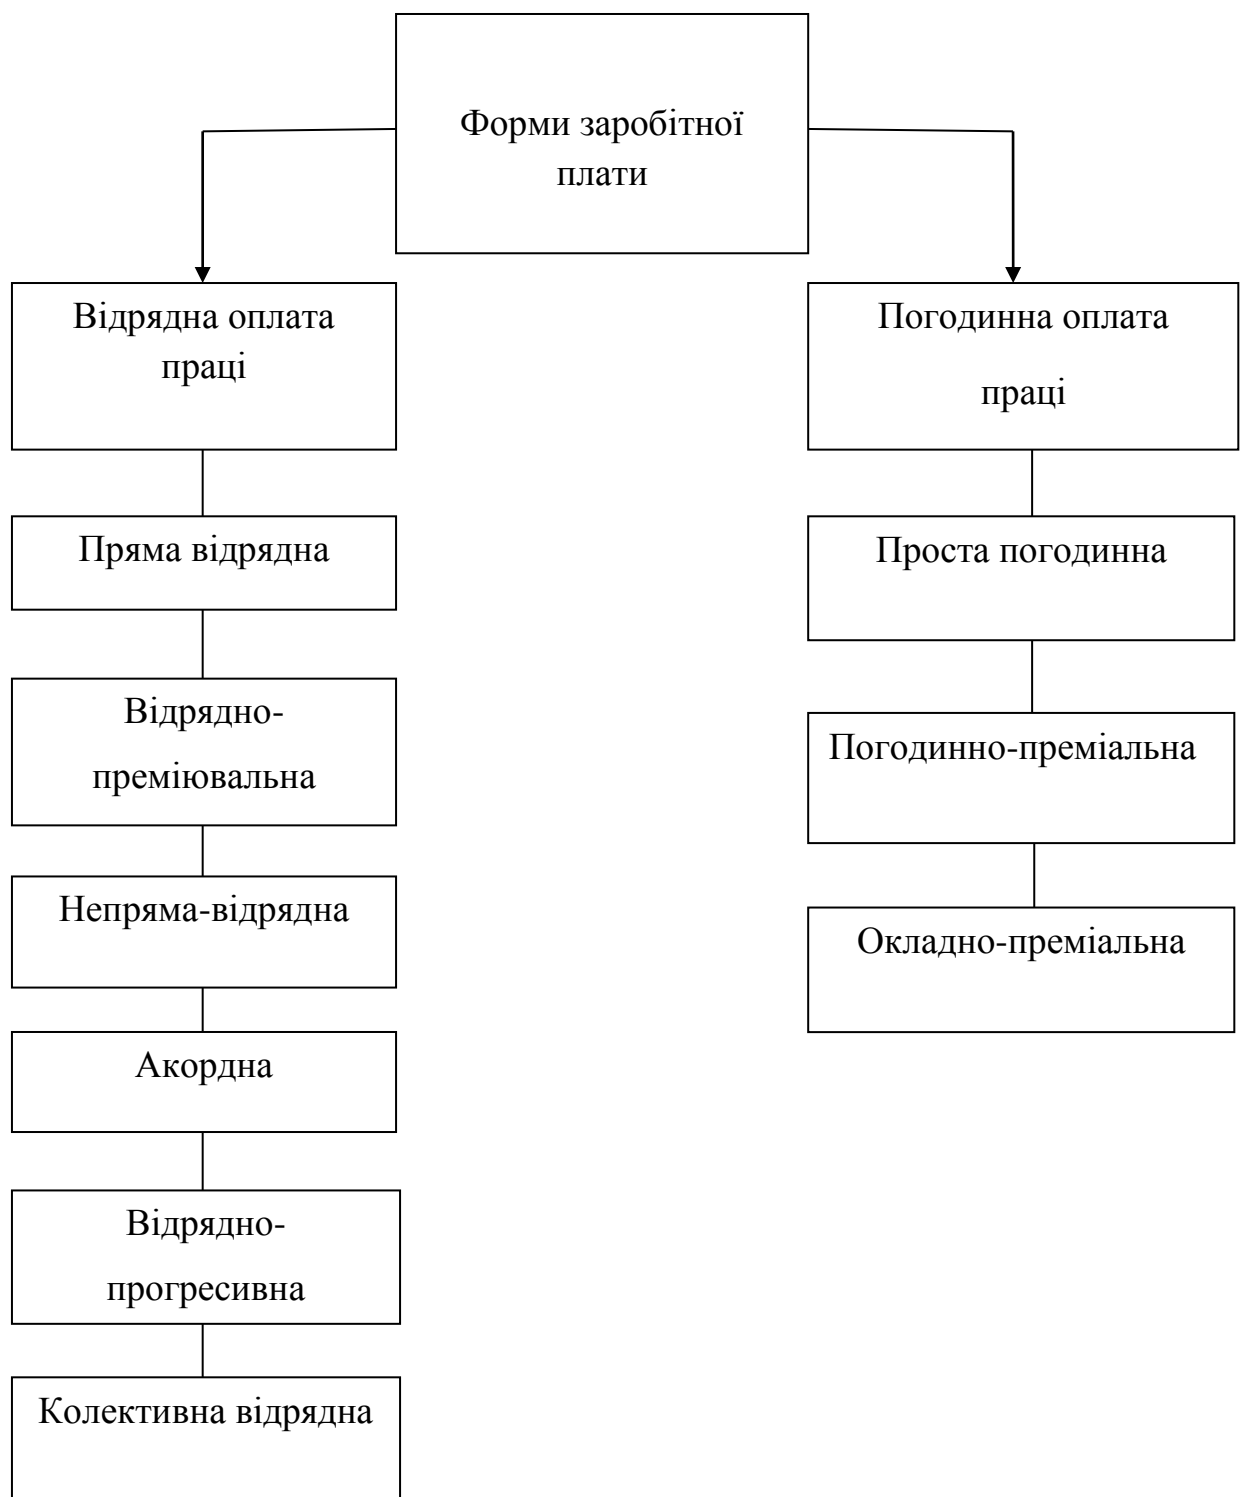 Форми заробітної
плати
Відрядна оплата
праці
Пряма відрядна
Відрядно-
преміювальна
Непряма-відрядна
Акордна
Відрядно-
прогресивна
Колективна відрядна
Погодинна оплата
праці
Проста погодинна
Погодинно-преміальна
Окладно-преміальна